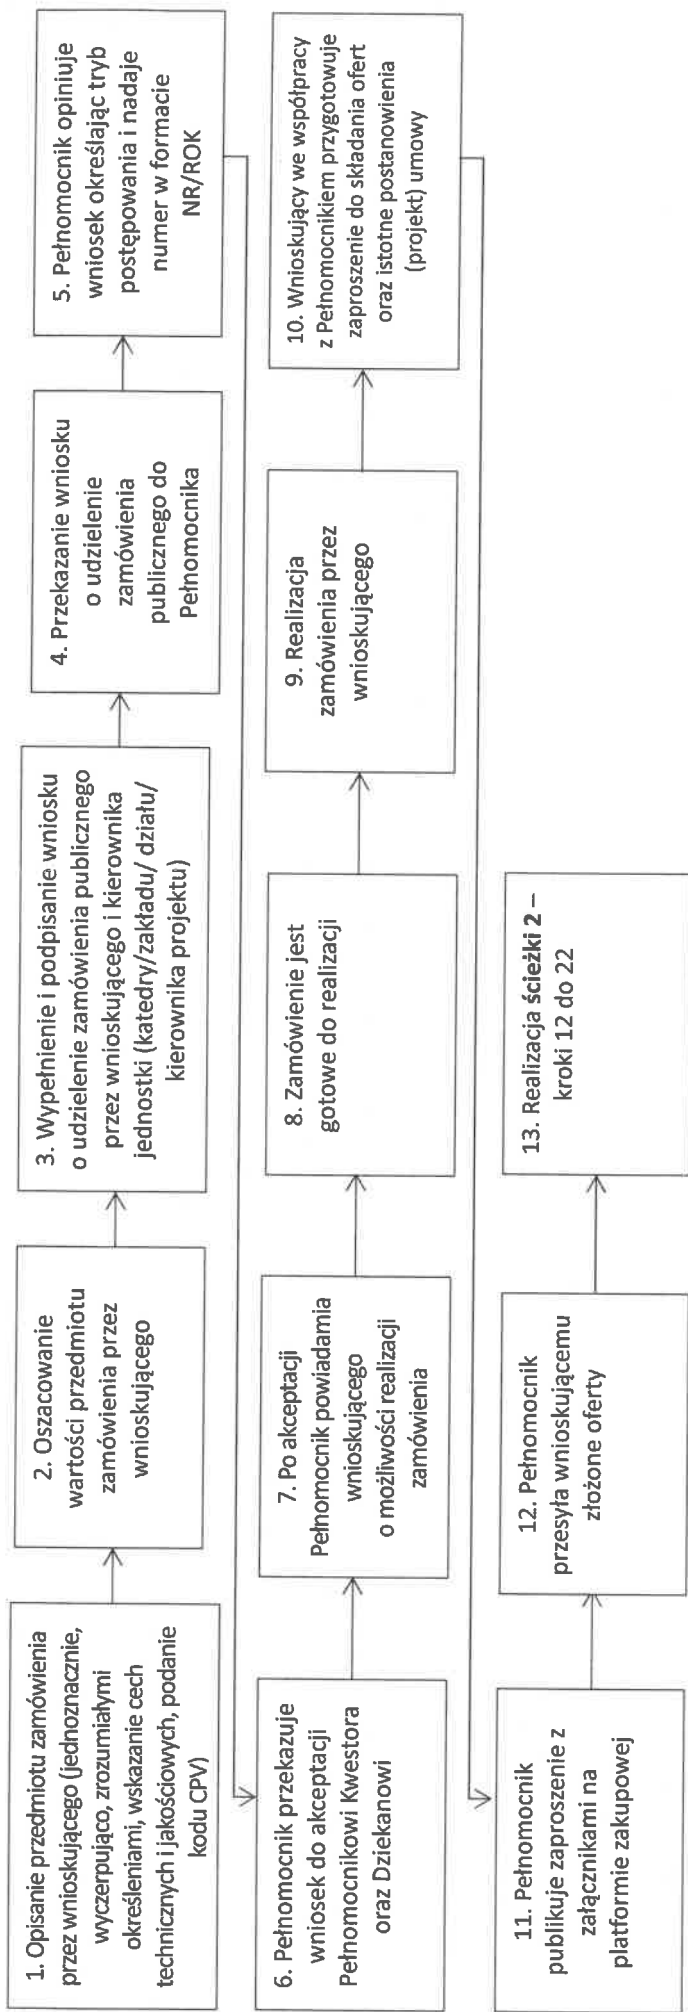 1. Opisanie przedmiotu zamówienia
przez wnioskującego (jednoznacznie,
wyczerpująco, zrozumiałymi
określeniami, wskazanie cech
technicznych i jakościowych, podanie
kodu CPV)
2. Oszacowanie
wartości przedmiotu
zamówienia przez
wnioskującego
3. Wypełnienie i podpisanie wniosku
o udzielenie zamówienia publicznego
przez wnioskującego i kierownika
jednostki (katedry/zakładu/ działu/
kierownika projektu)
4. Przekazanie wniosku
o udzielenie
zamówienia
publicznego do
Pełnomocnika
5. Pełnomocnik opiniuje
wniosek określając tryb
postępowania i nadaje
numer w formacie
NR/ROK
6. Pełnomocnik przekazuje
wniosek do akceptacji
Pełnomocnikowi Kwestora
oraz Dziekanowi
7. Po akceptacji
Pełnomocnik powiadamia
wnioskującego
o możliwości realizacji
zamówienia
8. Zamówienie jest
gotowe do realizacji
9. Realizacja
zamówienia przez
wnioskującego
10. Wnioskujący we współpracy
z Pełnomocnikiem przygotowuje
zaproszenie do składania ofert
oraz istotne postanowienia
(projekt) umowy
11. Pełnomocnik
publikuje zaproszenie z
załącznikami na
platformie zakupowej
12. Pełnomocnik
przesyła wnioskującemu
złożone oferty
13. Realizacja ścieżki 2 –
kroki 12 do 22